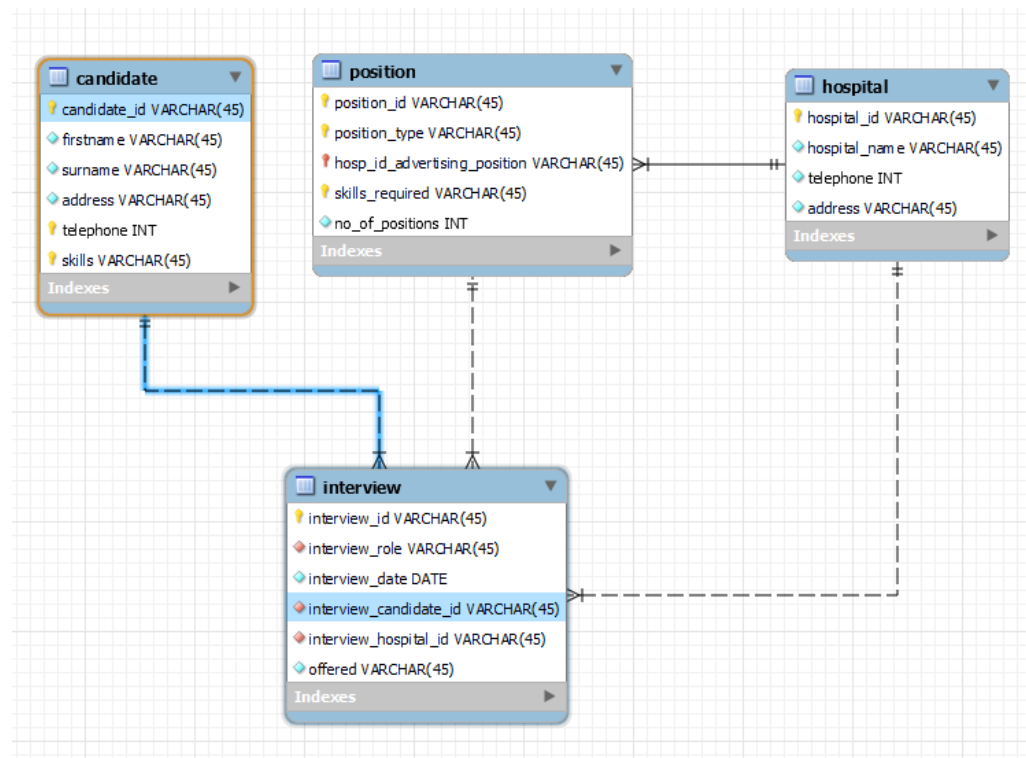 candidate
candidate_id VARCHAR(45)
firstname VARCHAR(45)
surname VARCHAR(45)
address VARCHAR(45)
telephone INT
skills VARCHAR(45)
Indexes
position
position_id VARCHAR(45)
position_type VARCHAR(45)
hosp_id_advertising_position VARCHAR(45)
skills_required VARCHAR(45)
no_of_positions INT
Indexes
hospital
hospital_id VARCHAR(45)
hospital_name VARCHAR(45)
telephone INT
address VARCHAR(45)
Indexes
interview
interview_id VARCHAR(45)
interview_role VARCHAR(45)
interview_date DATE
interview_candidate_id VARCHAR(45)
interview_hospital_id VARCHAR(45)
offered VARCHAR(45)
Indexes